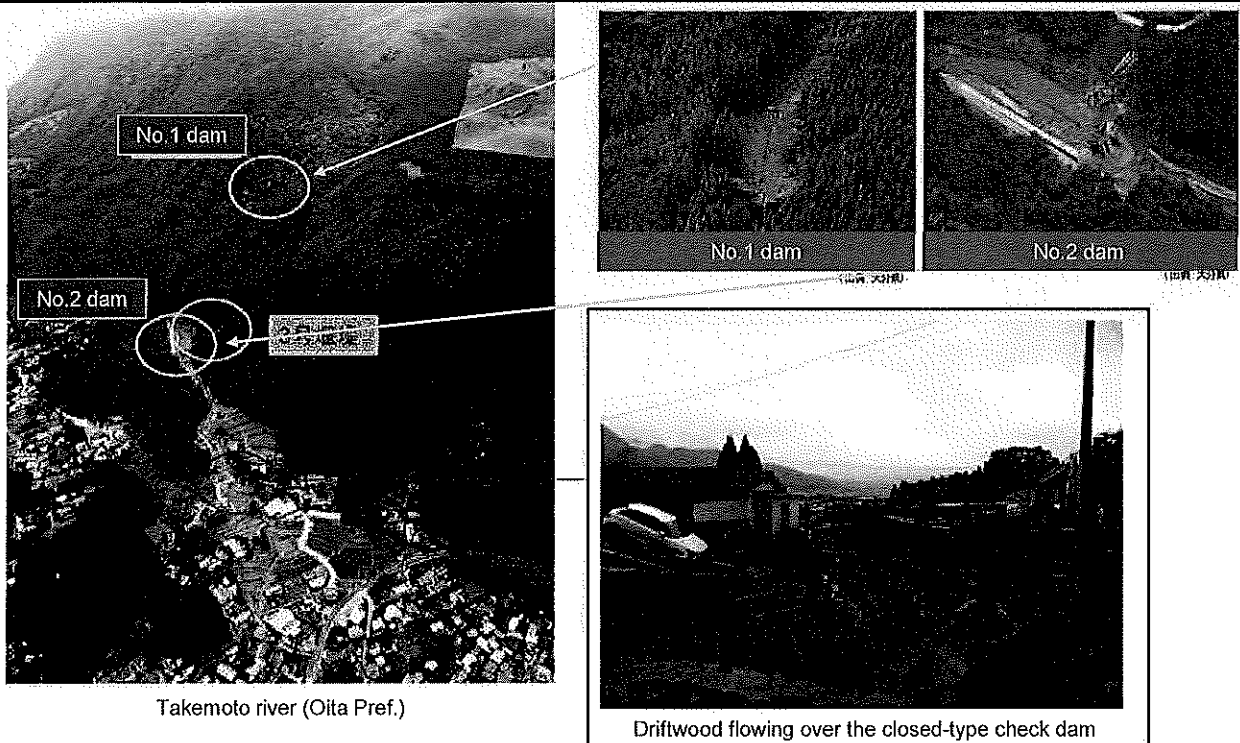 No.1 dam
No.2 dam
No.1 dam
No.2 dam
Takemoto river (Oita Pref.)
Driftwood flowing over the closed-type check dam